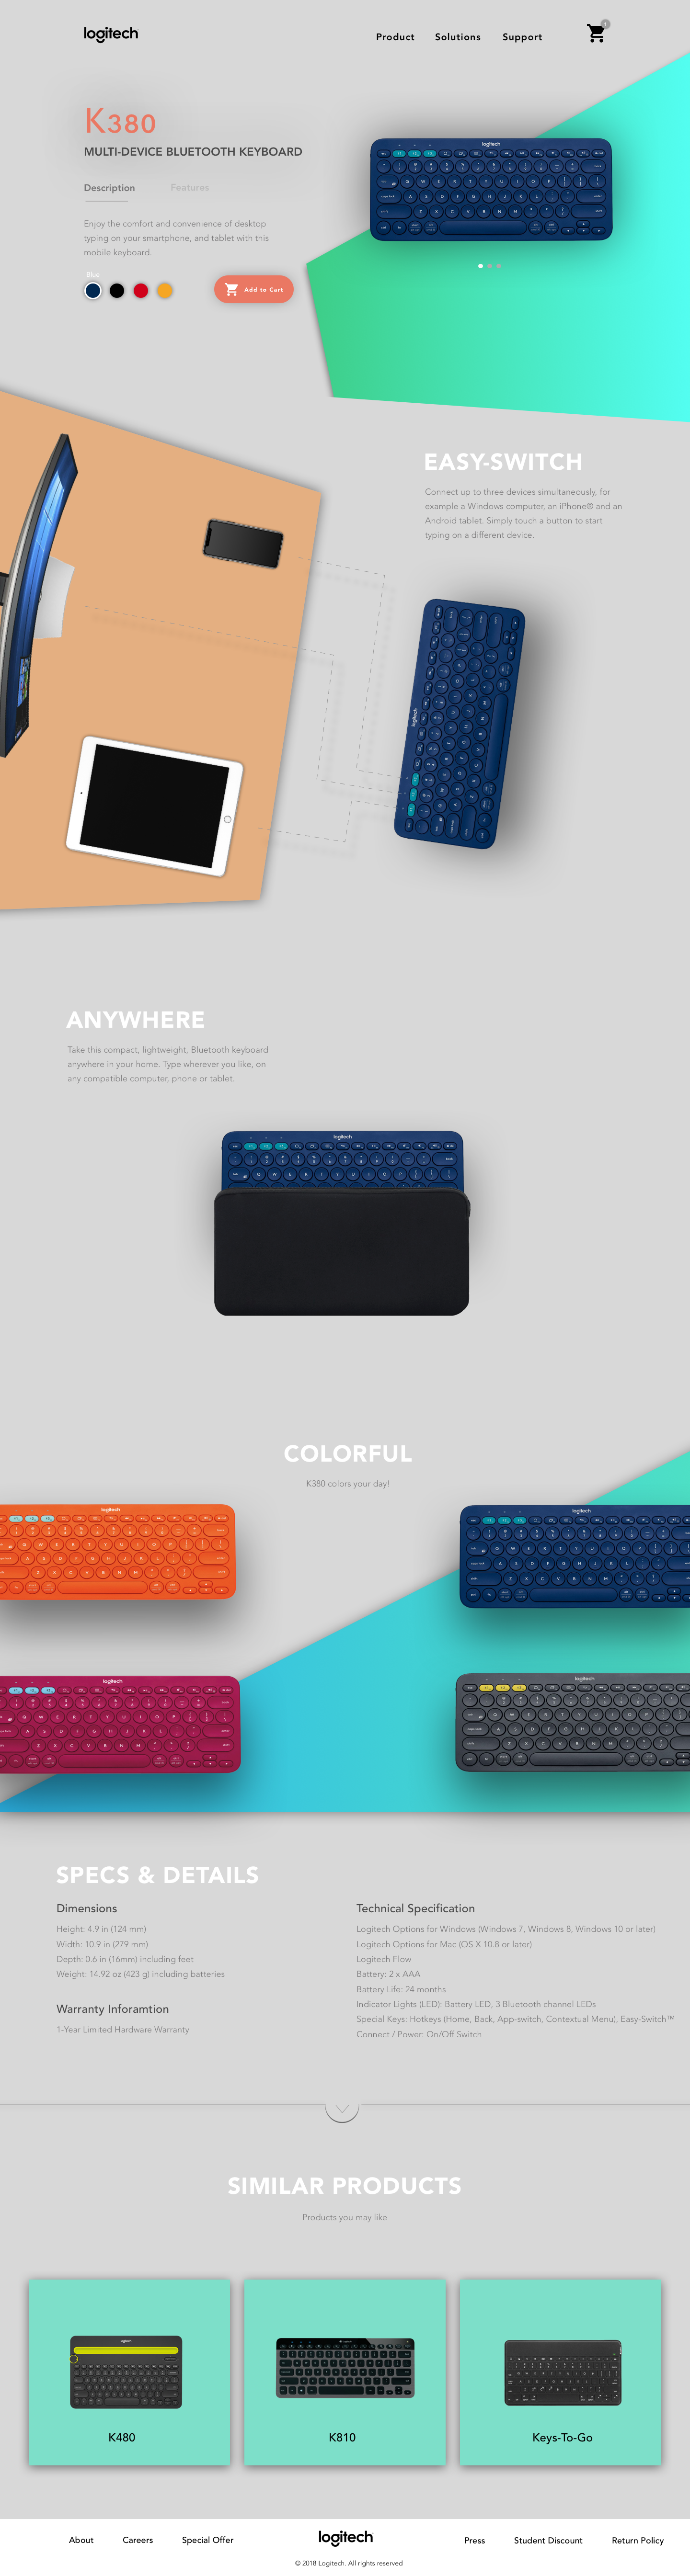 logitech
Product Solutions Support
K380
MULTI-DEVICE BLUETOOTH KEYBOARD
Description Features
Enjoy the comfort and convenience of desktop
typing on your smartphone, and tablet with this
mobile keyboard.
Blue
Add to Cart
logitech
EASY-SWITCH
Connect up to three devices simultaneously, for
example a Windows computer, an iPhone® and an
Android tablet. Simply touch a button to start
typing on a different device.
logitech
ANYWHERE
Take this compact, lightweight, Bluetooth keyboard
anywhere in your home. Type wherever you like, on
any compatible computer, phone or tablet.
logitech
COLORFUL
K380 colors your day!
logitech
logitech
logitech
logitech
SPECS & DETAILS
Dimensions
Height: 4.9 in (124 mm)
Width: 10.9 in (279 mm)
Depth: 0.6 in (16mm) including feet
Weight: 14.92 oz (423 g) including batteries
Warranty Inforamtion
1-Year Limited Hardware Warranty
Technical Specification
Logitech Options for Windows (Windows 7, Windows 8, Windows 10 or later)
Logitech Options for Mac (OS X 10.8 or later)
Logitech Flow
Battery: 2 x AAA
Battery Life: 24 months
Indicator Lights (LED): Battery LED, 3 Bluetooth channel LEDs
Special Keys: Hotkeys (Home, Back, App-switch, Contextual Menu), Easy-Switch™
Connect / Power: On/Off Switch
SIMILAR PRODUCTS
Products you may like
K480
K810
Keys-To-Go
About Careers Special Offer logitech Press Student Discount Return Policy
© 2018 Logitech. All rights reserved